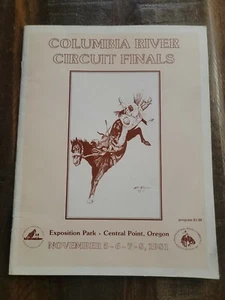 COLUMBIA RIVER
CIRCUIT FINALS
Exposition Park - Central Point, Oregon
NOVEMBER 5 - 6 - 7 - 8, 1981